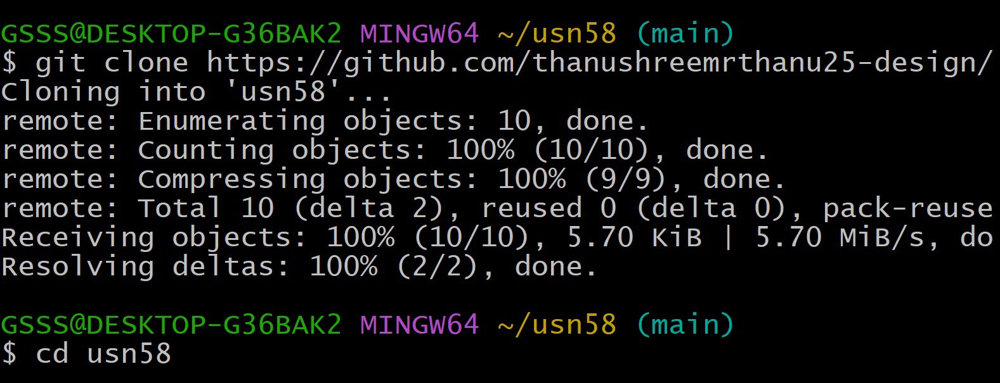 GSSS@DESKTOP-G36BAK2 MINGW64 ~/usn58 (main)
$ git clone https://github.com/thanushreemrthanu25-design/
Cloning into 'usn58'...
remote: Enumerating objects: 10, done.
remote: Counting objects: 100% (10/10), done.
remote: Compressing objects: 100% (9/9), done.
remote: Total 10 (delta 2), reused 0 (delta 0), pack-reuse
Receiving objects: 100% (10/10), 5.70 KiB | 5.70 MiB/s, do
Resolving deltas: 100% (2/2), done.
GSSS@DESKTOP-G36BAK2 MINGW64 ~/usn58 (main)
$ cd usn58